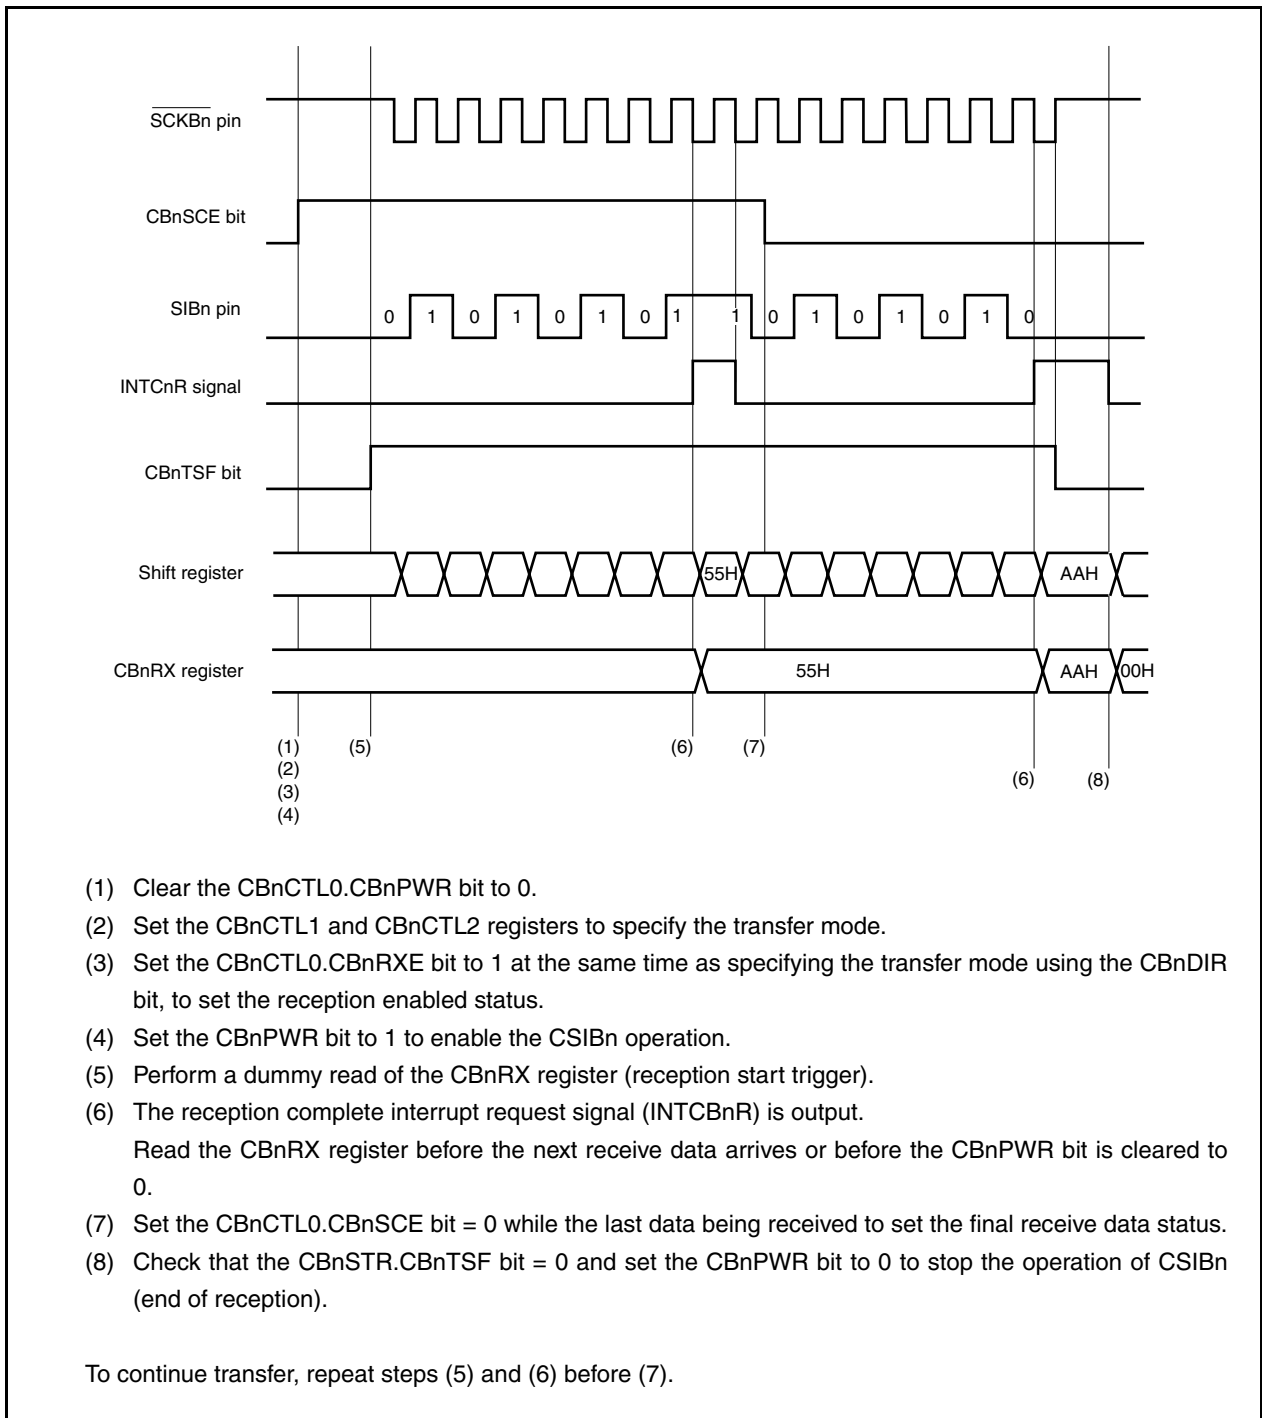 SCKBn pin
CBnSCE bit
SIBn pin
0 1 0 1 0 1 0 1 1 0 1 0 1 0 1 0
INTCnR signal
CBnTSF bit
Shift register
55H
AAH
CBnRX register
55H
AAH
00H
(1)
(5)
(6)
(7)
(2)
(3)
(4)
(6)
(8)
(1) Clear the CBnCTL0.CBnPWR bit to 0.
(2) Set the CBnCTL1 and CBnCTL2 registers to specify the transfer mode.
(3) Set the CBnCTL0.CBnRXE bit to 1 at the same time as specifying the transfer mode using the CBnDIR
bit, to set the reception enabled status.
(4) Set the CBnPWR bit to 1 to enable the CSIBn operation.
(5) Perform a dummy read of the CBnRX register (reception start trigger).
(6) The reception complete interrupt request signal (INTCBnR) is output.
Read the CBnRX register before the next receive data arrives or before the CBnPWR bit is cleared to
0.
(7) Set the CBnCTL0.CBnSCE bit = 0 while the last data being received to set the final receive data status.
(8) Check that the CBnSTR.CBnTSF bit = 0 and set the CBnPWR bit to 0 to stop the operation of CSIBn
(end of reception).
To continue transfer, repeat steps (5) and (6) before (7).